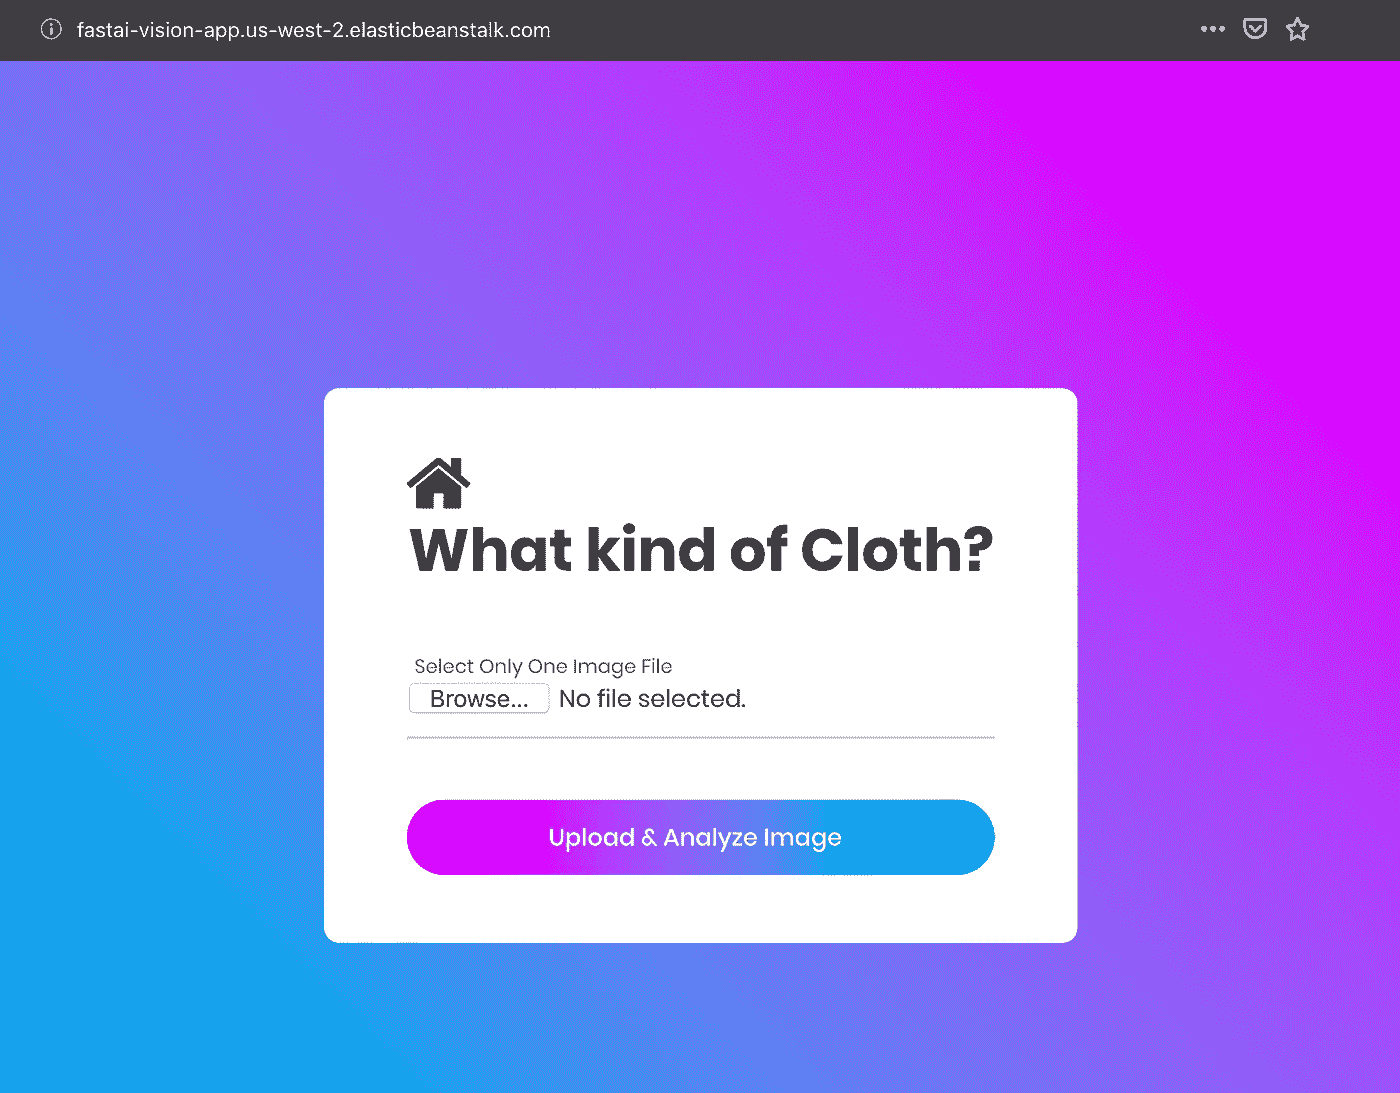 fastai-vision-app.us-west-2.elasticbeanstalk.com
What kind of Cloth?
Select Only One Image File
Browse... No file selected.
Upload & Analyze Image